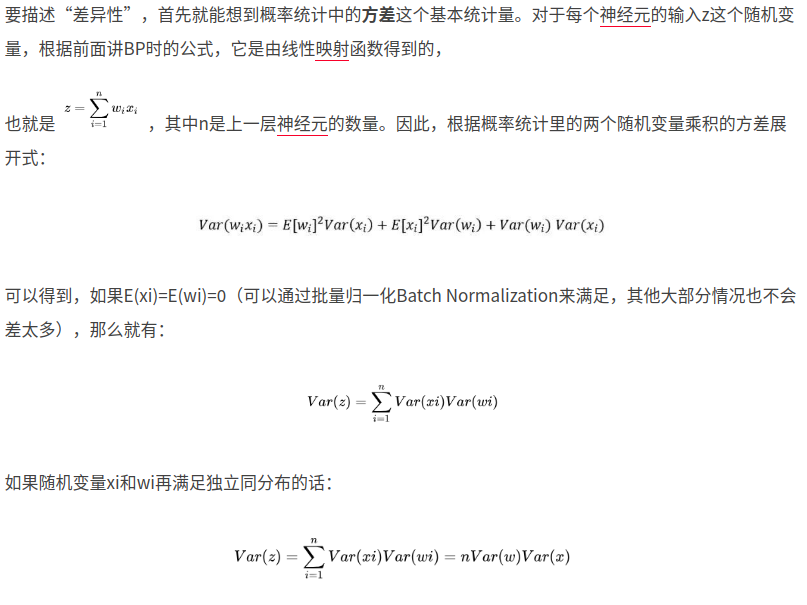 要描述“差异性”，首先就能想到概率统计中的方差这个基本统计量。对于每个神经元的输入z这个随机变
量，根据前面讲BP时的公式，它是由线性映射函数得到的，
也就是 z = \sum_{i=1}^{n} w_i x_i ，其中n是上一层神经元的数量。因此，根据概率统计里的两个随机变量乘积的方差展
开式：
Var(w_i x_i) = E[w_i]^2 Var(x_i) + E[x_i]^2 Var(w_i) + Var(w_i) Var(x_i)
可以得到，如果E(xi)=E(wi)=0（可以通过批量归一化Batch Normalization来满足，其他大部分情况也不会
差太多），那么就有：
Var(z) = \sum_{i=1}^{n} Var(xi)Var(wi)
如果随机变量xi和wi再满足独立同分布的话：
Var(z) = \sum_{i=1}^{n} Var(xi)Var(wi) = nVar(w)Var(x)